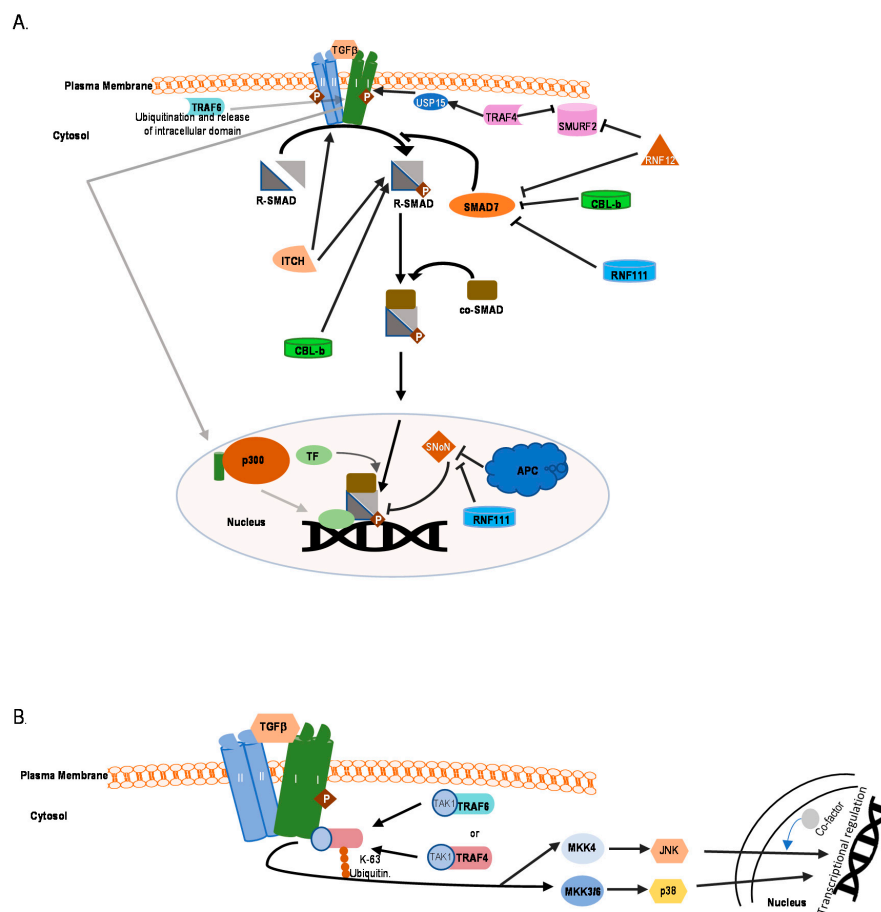 A.
TGFβ
Plasma Membrane
II
II
I
I
P
P
USP15
TRAF6
Ubiquitination and release
of intracellular domain
TRAF4
SMURF2
Cytosol
RNF12
R-SMAD
P
R-SMAD
SMAD7
CBL-b
ITCH
RNF111
co-SMAD
P
CBL-b
SNoN
p300
TF
APC
P
RNF111
Nucleus
B.
TGFβ
Plasma Membrane
II
II
I
I
P
Cytosol
TAK1
TRAF6
or
TAK1
TRAF4
K-63
Ubiquitin.
MKK4
JNK
MKK3/6
p38
Co-factor
Transcriptional regulation
Nucleus